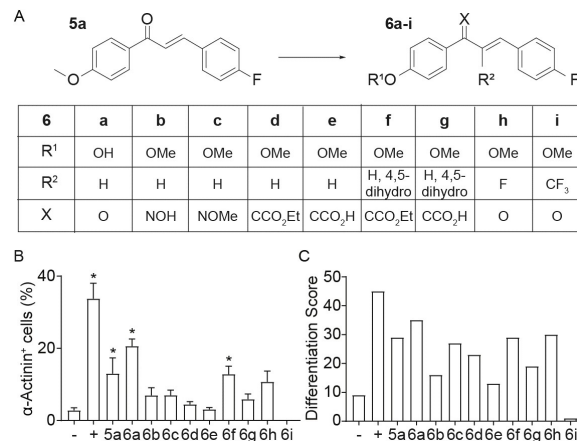 A
5a
6a-i
O
O
F
X
R¹O
R²
F
6 a b c d e f g h i
R¹ OH OMe OMe OMe OMe OMe OMe OMe OMe
R² H H H H H H, 4,5-dihydro H, 4,5-dihydro F CF₃
X O NOH NOMe CCO₂Et CCO₂H CCO₂Et CCO₂H O O
B
α-Actinin⁺ cells (%)
40
20
0
* * * *
- + 5a 6a 6b 6c 6d 6e 6f 6g 6h 6i
C
Differentiation Score
50
40
30
20
10
0
- + 5a 6a 6b 6c 6d 6e 6f 6g 6h 6i